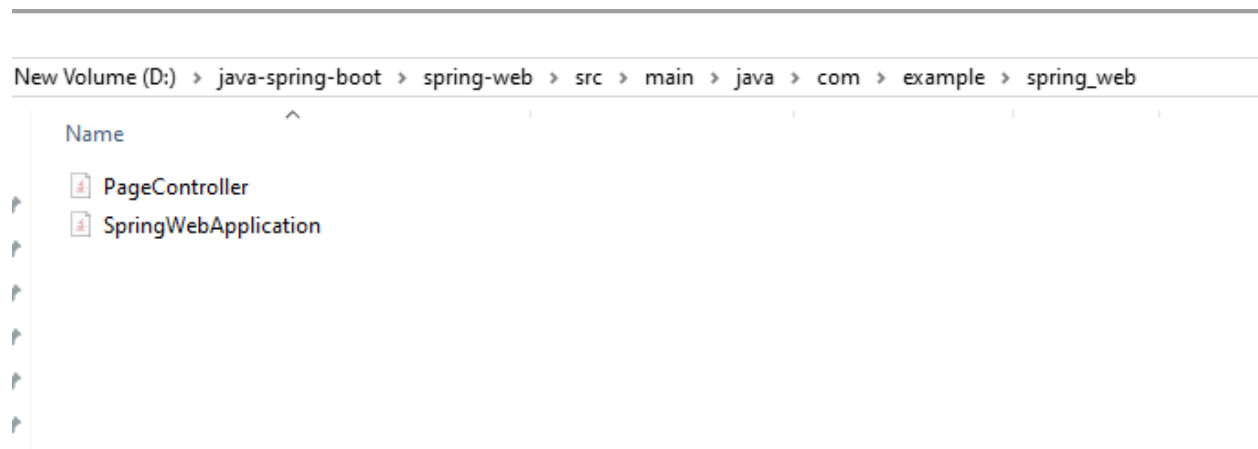 New Volume (D:) > java-spring-boot > spring-web > src > main > java > com > example > spring_web
Name
PageController
SpringWebApplication